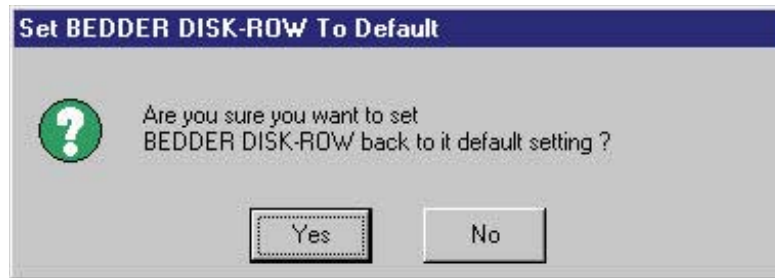 Set BEDDER DISK-ROW To Default
Are you sure you want to set
BEDDER DISK-ROW back to it default setting ?
Yes No